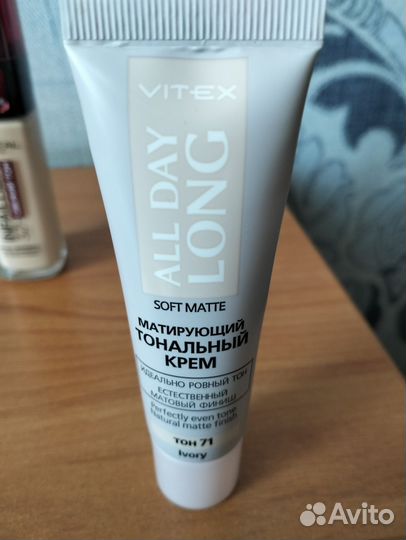 VITEX
ALL DAY
LONG
SOFT MATTE
МАТИРУЮЩИЙ
ТОНАЛЬНЫЙ
КРЕМ
ИДЕАЛЬНО РОВНЫЙ ТОН
ЕСТЕСТВЕННЫЙ
МАТОВЫЙ ФИНИШ
Perfectly even tone
Natural matte finish
ТОН 71
Ivory
Avito